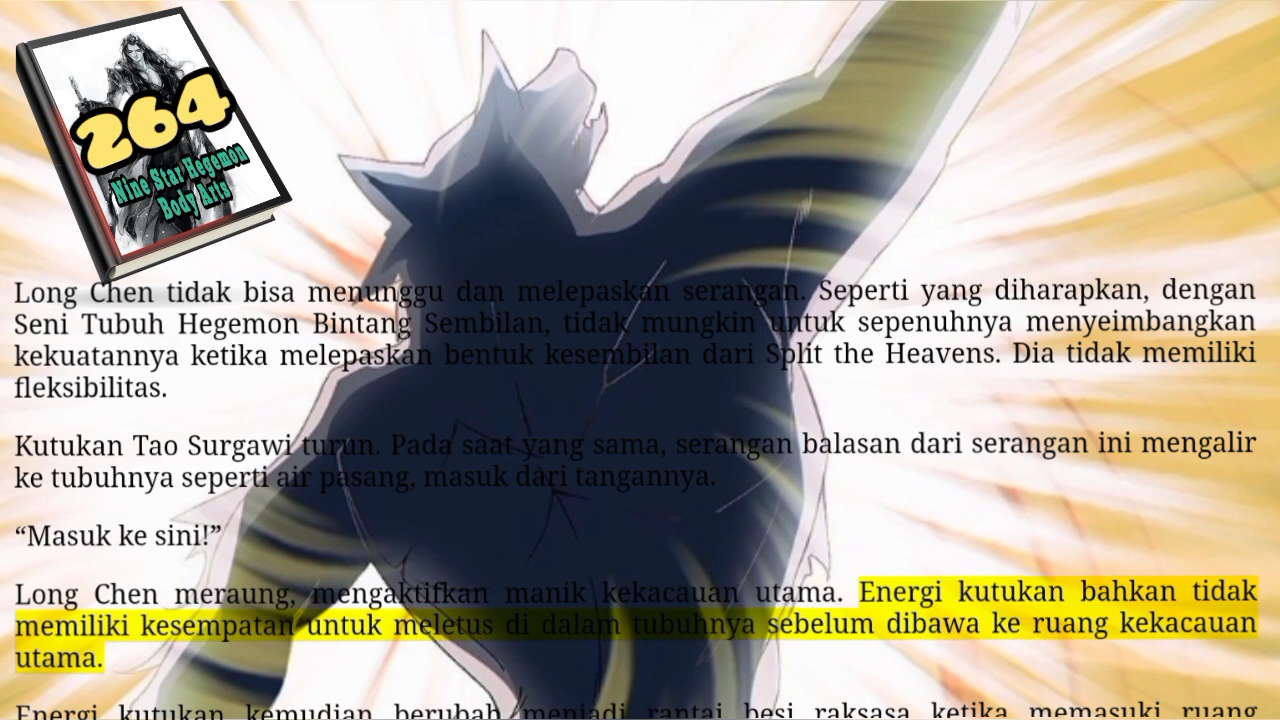 264
Nine Star Hegemon
Body Arts
Long Chen tidak bisa menunggu dan melepaskan serangan. Seperti yang diharapkan, dengan
Seni Tubuh Hegemon Bintang Sembilan, tidak mungkin untuk sepenuhnya menyeimbangkan
kekuatannya ketika melepaskan bentuk kesembilan dari Split the Heavens. Dia tidak memiliki
fleksibilitas.
Kutukan Tao Surgawi turun. Pada saat yang sama, serangan balasan dari serangan ini mengalir
ke tubuhnya seperti air pasang, masuk dari tangannya.
“Masuk ke sini!”
Long Chen meraung, mengaktifkan manik kekacauan utama. Energi kutukan bahkan tidak
memiliki kesempatan untuk meletus di dalam tubuhnya sebelum dibawa ke ruang kekacauan
utama.
Energi kutukan kemudian berubah menjadi rantai besi raksasa ketika memasuki ruang